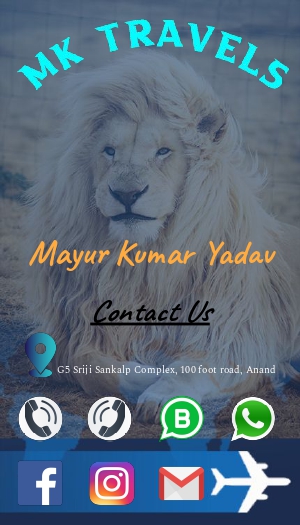 MK TRAVELS
Mayur Kumar Yadav
Contact Us
G5 Sriji Sankalp Complex, 100 foot road, Anand